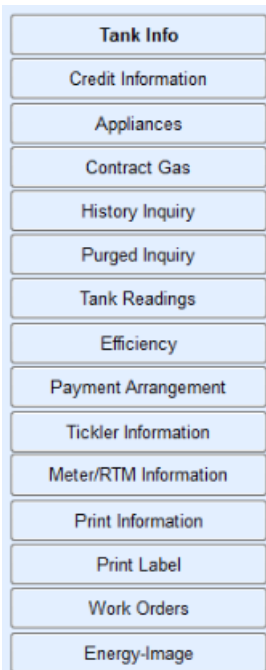 Tank Info
Credit Information
Appliances
Contract Gas
History Inquiry
Purged Inquiry
Tank Readings
Efficiency
Payment Arrangement
Tickler Information
Meter/RTM Information
Print Information
Print Label
Work Orders
Energy-Image